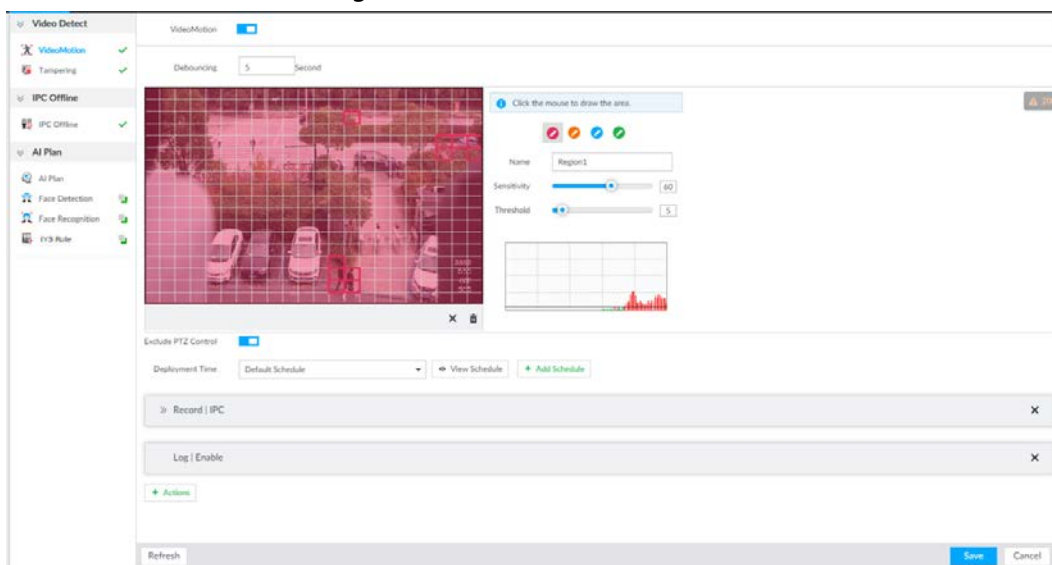 Video Detect
VideoMotion
Tampering
IPC Offline
IPC Offline
AI Plan
AI Plan
Face Detection
Face Recognition
IVS Rule
VideoMotion
Debouncing 5 Second
Click the mouse to draw the area.
Name Region1
Sensitivity 60
Threshold 5
Exclude PTZ Control
Deployment Time Default Schedule View Schedule + Add Schedule
Record | IPC
Log | Enable
+ Actions
Refresh Save Cancel